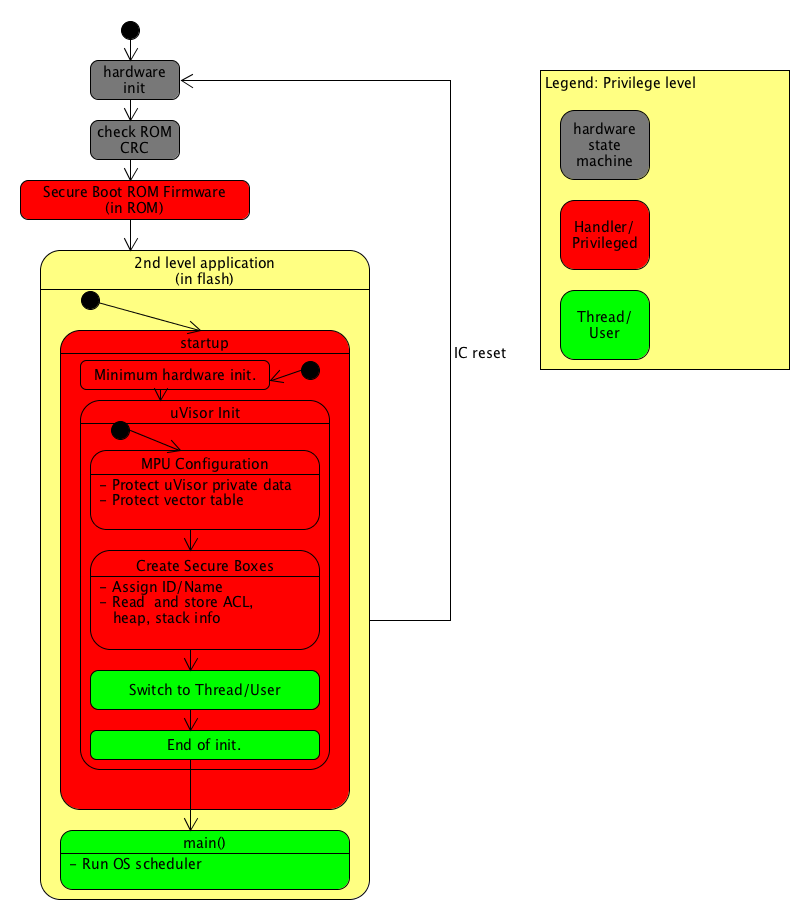 hardware
init
check ROM
CRC
Secure Boot ROM Firmware
(in ROM)
2nd level application
(in flash)
startup
Minimum hardware init.
uVisor Init
MPU Configuration
- Protect uVisor private data
- Protect vector table
Create Secure Boxes
- Assign ID/Name
- Read  and store ACL,
heap, stack info
Switch to Thread/User
End of init.
main()
- Run OS scheduler
IC reset
Legend: Privilege level
hardware
state
machine
Handler/
Privileged
Thread/
User